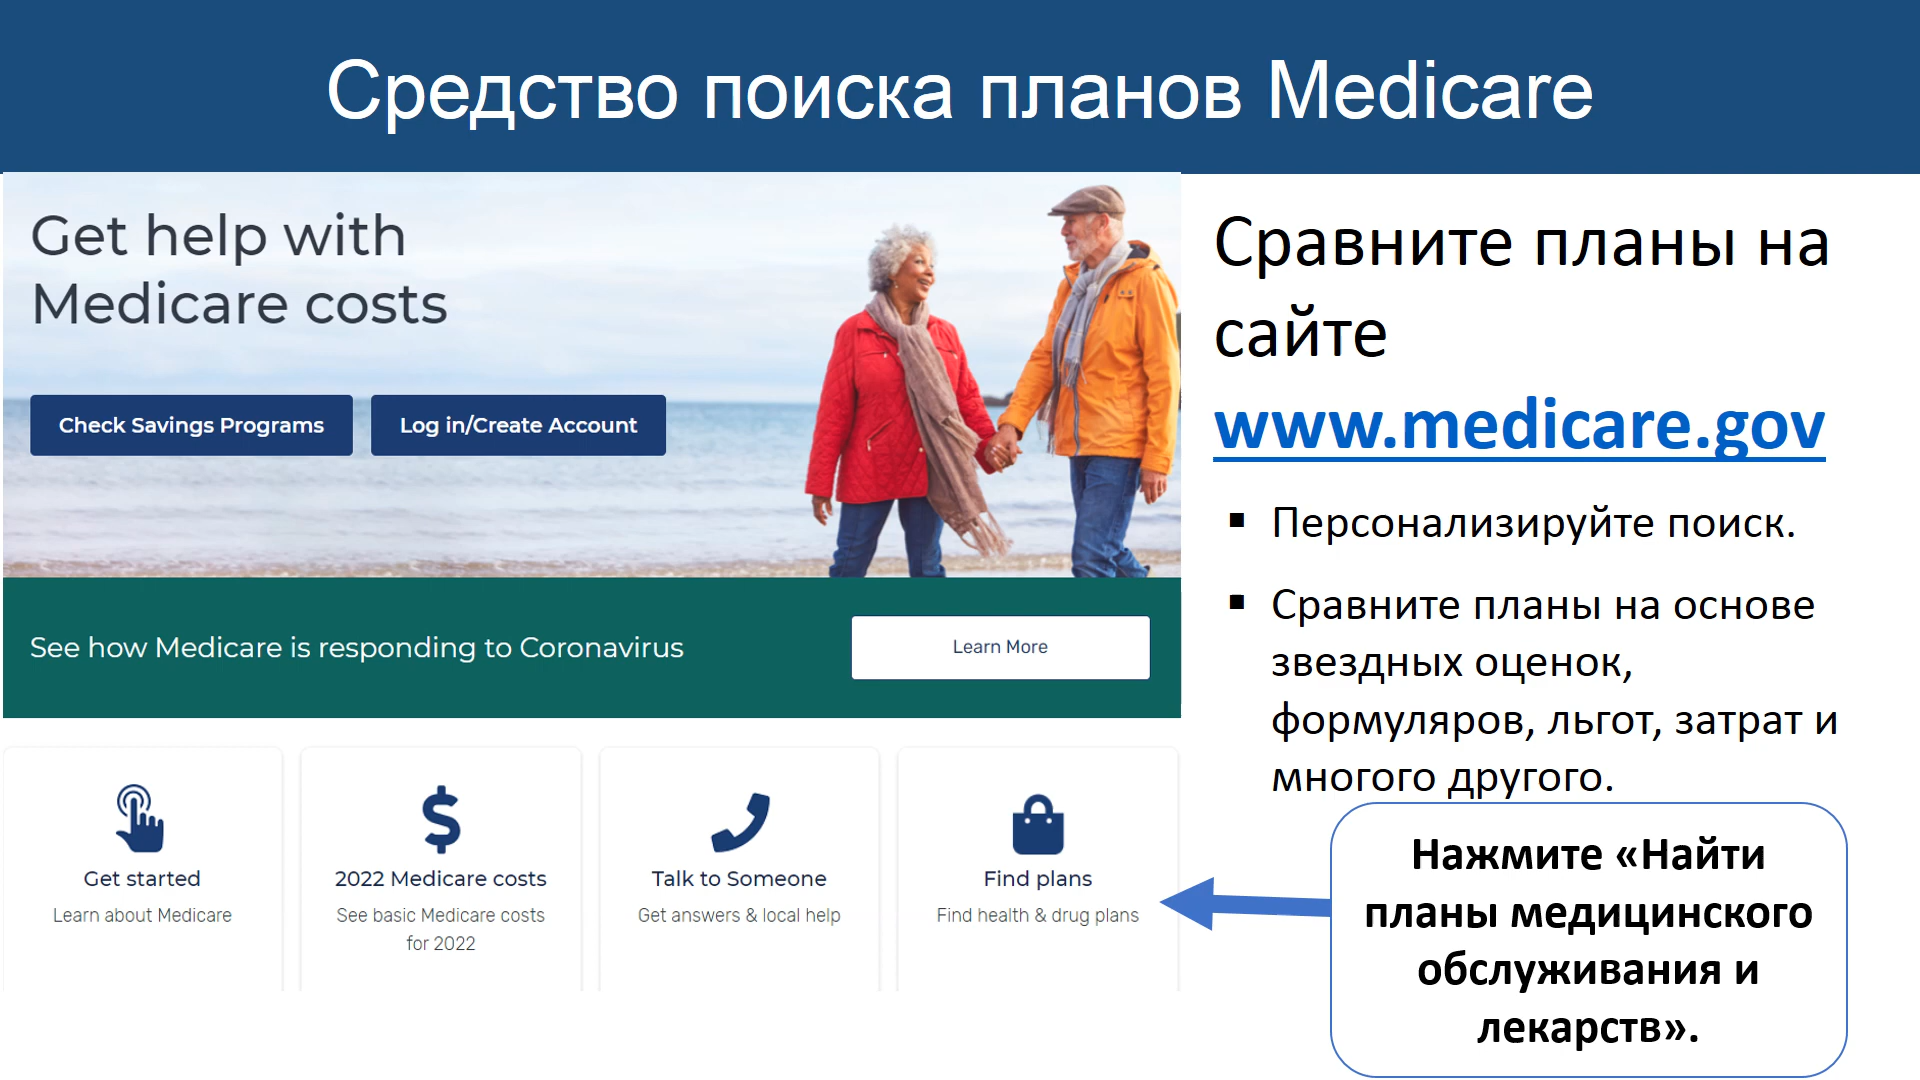 Средство поиска планов Medicare
Get help with
Medicare costs
Check Savings Programs
Log in/Create Account
See how Medicare is responding to Coronavirus
Learn More
Get started
Learn about Medicare
2022 Medicare costs
See basic Medicare costs
for 2022
Talk to Someone
Get answers & local help
Find plans
Find health & drug plans
Сравните планы на
сайте
www.medicare.gov
▪ Персонализируйте поиск.
▪ Сравните планы на основе
звездных оценок,
формуляров, льгот, затрат и
многого другого.
Нажмите «Найти
планы медицинского
обслуживания и
лекарств».